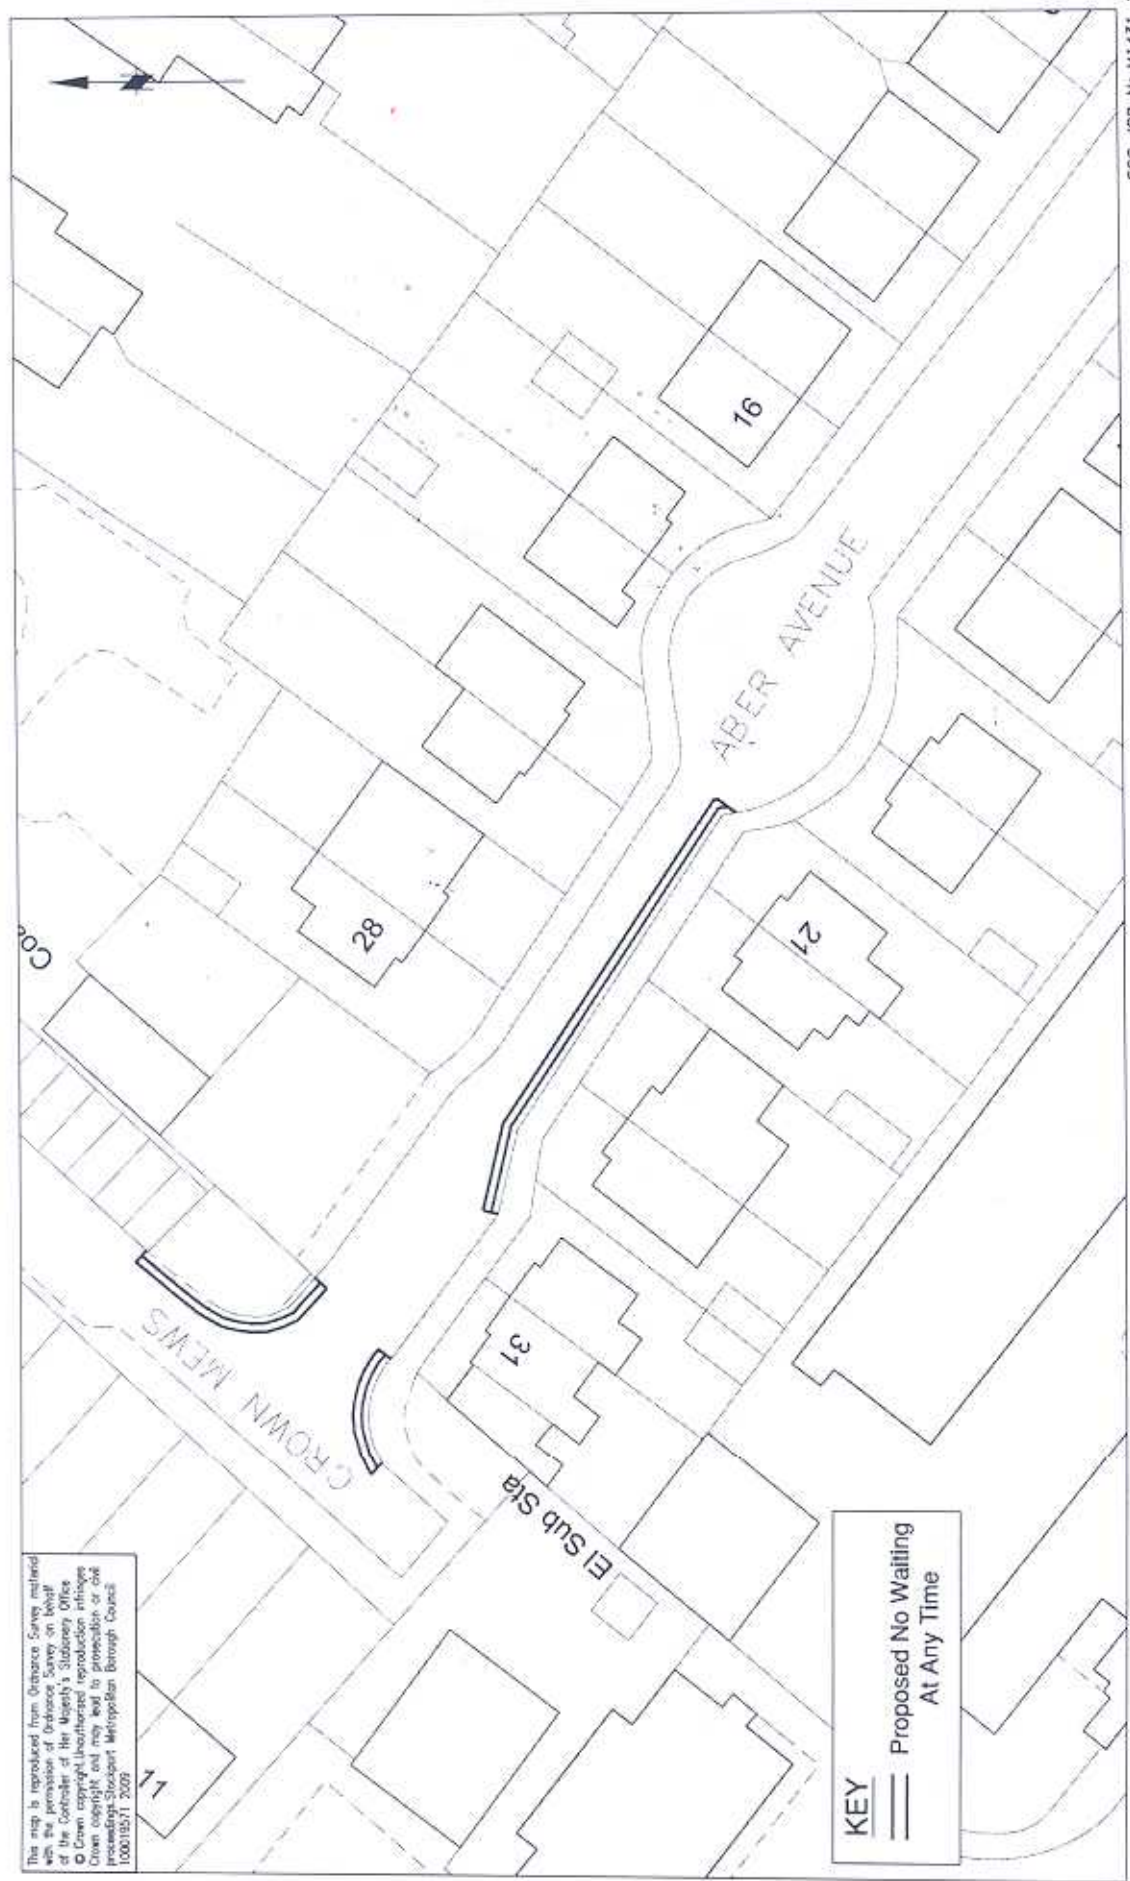 This map is reproduced from Ordnance Survey material
with the permission of Ordnance Survey on behalf
of the Controller of Her Majesty's Stationery Office
© Crown copyright.Unauthorised reproduction infringes
Crown copyright and may lead to prosecution or civil
proceedings.Stockport Metropolitan Borough Council
100019571 2009
11
CROWN MEWS
El Sub Sta
31
28
21
ABER AVENUE
16
KEY
Proposed No Waiting
At Any Time